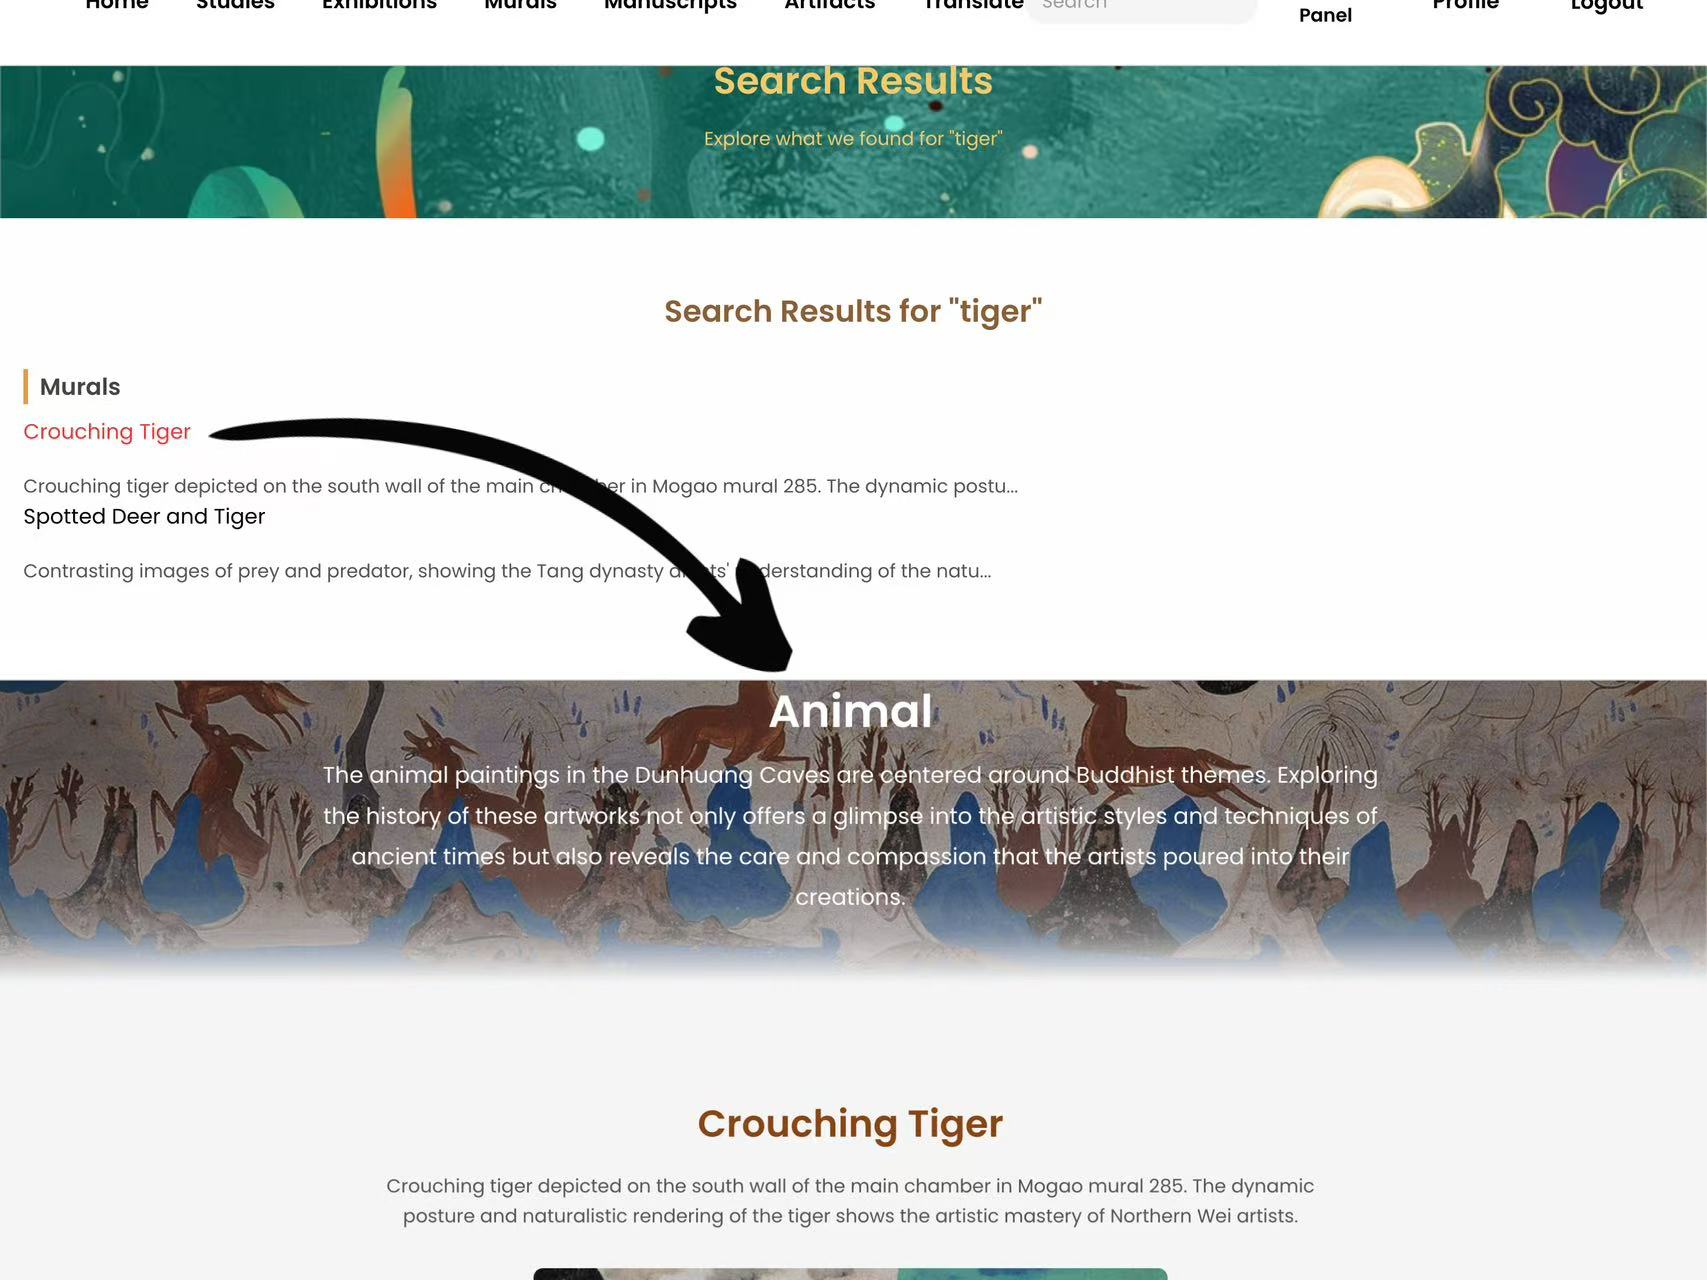 Home Studies Exhibitions Murals Manuscripts Artifacts Translate Search Panel Profile Logout
Search Results
Explore what we found for "tiger"
Search Results for "tiger"
Murals
Crouching Tiger
Crouching tiger depicted on the south wall of the main chamber in Mogao mural 285. The dynamic postu...
Spotted Deer and Tiger
Contrasting images of prey and predator, showing the Tang dynasty artists' understanding of the natu...
Animal
The animal paintings in the Dunhuang Caves are centered around Buddhist themes. Exploring
the history of these artworks not only offers a glimpse into the artistic styles and techniques of
ancient times but also reveals the care and compassion that the artists poured into their
creations.
Crouching Tiger
Crouching tiger depicted on the south wall of the main chamber in Mogao mural 285. The dynamic
posture and naturalistic rendering of the tiger shows the artistic mastery of Northern Wei artists.